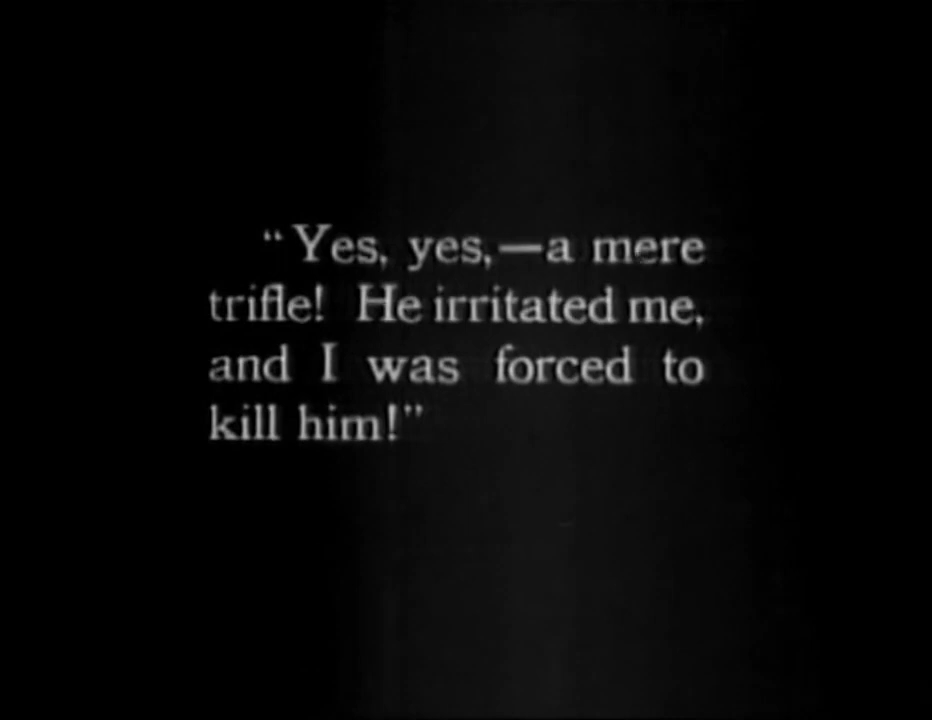 “Yes, yes,—a mere
trifle! He irritated me,
and I was forced to
kill him!”